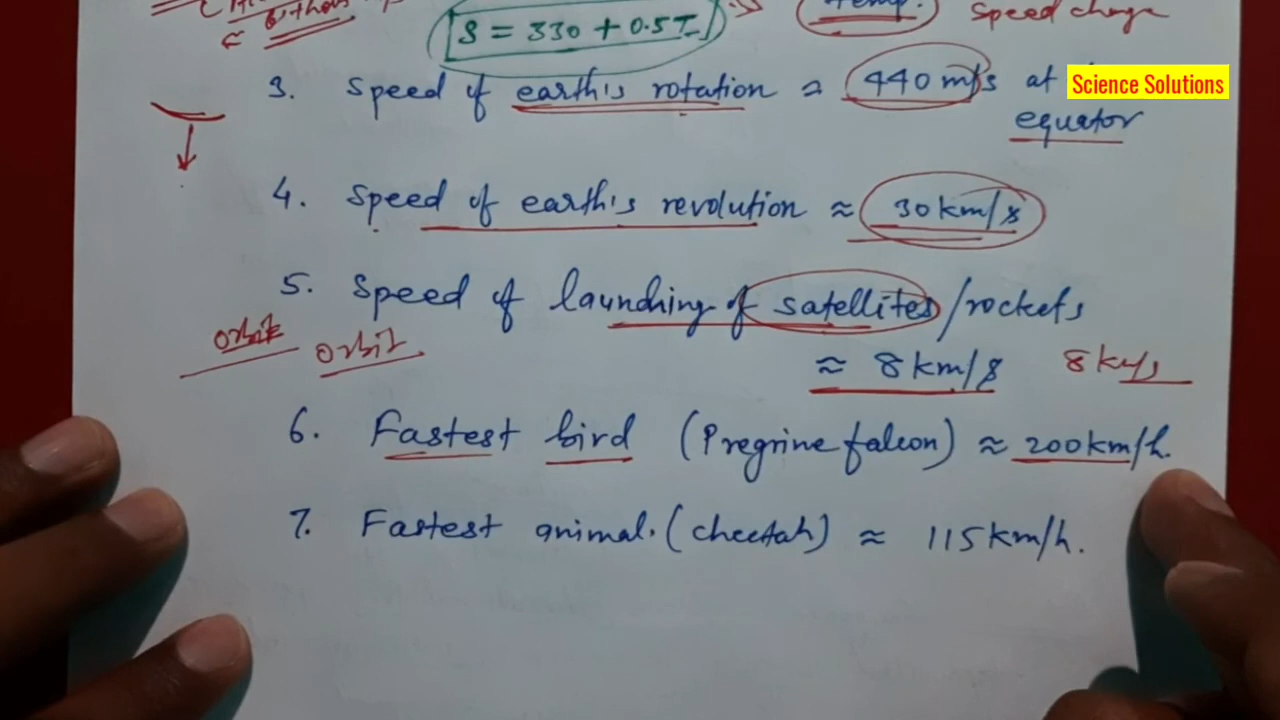 Temp. Speed change
S = 330 + 0.5T
3. Speed of earth's rotation ≈ 440 m/s at
Science Solutions
equator
4. Speed of earth's revolution ≈ 30 km/s
5. Speed of launching of satellites/rockets
orbit orbit
≈ 8 km/s 8 km/s
6. Fastest bird (Pregrine falcon) ≈ 200 km/h.
7. Fastest animal. (cheetah) ≈ 115 km/h.